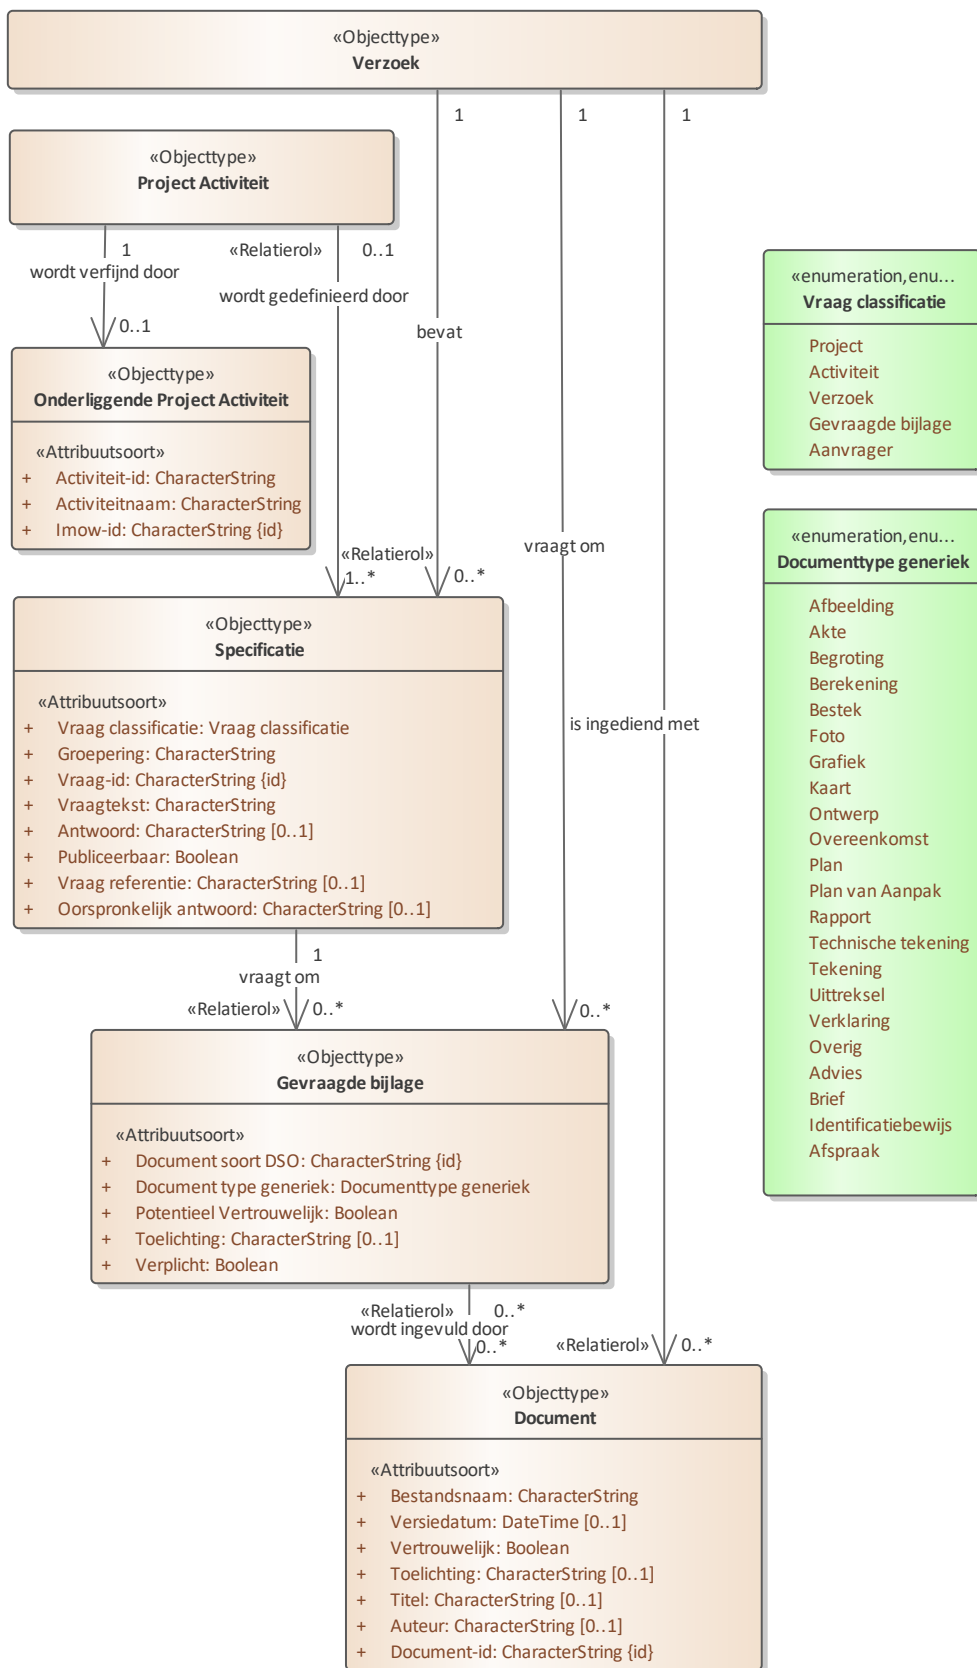 «Objecttype»
Verzoek
1
1
1
«Objecttype»
Project Activiteit
1
wordt verfijnd door
0..1
«Relatierol»
0..1
wordt gedefinieerd door
bevat
«Objecttype»
Onderliggende Project Activiteit
«Attribuutsoort»
+ Activiteit-id: CharacterString
+ Activiteitnaam: CharacterString
+ Imow-id: CharacterString {id}
«Relatierol»
1..*
0..*
vraagt om
«enumeration,enu...
Vraag classificatie
Project
Activiteit
Verzoek
Gevraagde bijlage
Aanvrager
«enumeration,enu...
Documenttype generiek
Afbeelding
Akte
Begroting
Berekening
Bestek
Foto
Grafiek
Kaart
Ontwerp
Overeenkomst
Plan
Plan van Aanpak
Rapport
Technische tekening
Tekening
Uittreksel
Verklaring
Overig
Advies
Brief
Identificatiebewijs
Afspraak
«Objecttype»
Specificatie
«Attribuutsoort»
+ Vraag classificatie: Vraag classificatie
+ Groepering: CharacterString
+ Vraag-id: CharacterString {id}
+ Vraagtekst: CharacterString
+ Antwoord: CharacterString [0..1]
+ Publiceerbaar: Boolean
+ Vraag referentie: CharacterString [0..1]
+ Oorspronkelijk antwoord: CharacterString [0..1]
is ingediend met
1
vraagt om
«Relatierol»
0..*
0..*
«Objecttype»
Gevraagde bijlage
«Attribuutsoort»
+ Document soort DSO: CharacterString {id}
+ Document type generiek: Documenttype generiek
+ Potentieel Vertrouwelijk: Boolean
+ Toelichting: CharacterString [0..1]
+ Verplicht: Boolean
«Relatierol»
0..*
wordt ingevuld door
0..*
«Relatierol»
0..*
«Objecttype»
Document
«Attribuutsoort»
+ Bestandsnaam: CharacterString
+ Versiedatum: DateTime [0..1]
+ Vertrouwelijk: Boolean
+ Toelichting: CharacterString [0..1]
+ Titel: CharacterString [0..1]
+ Auteur: CharacterString [0..1]
+ Document-id: CharacterString {id}